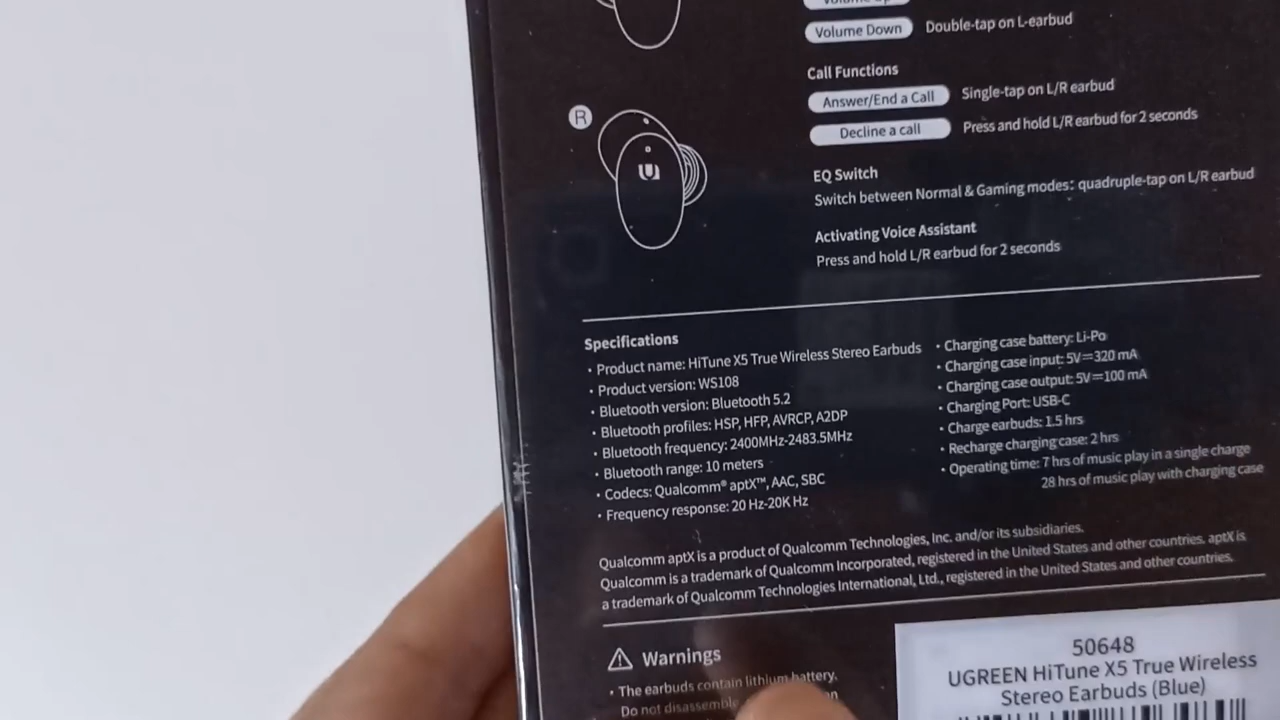 Volume Up
Volume Down Double-tap on L-earbud
Call Functions
Answer/End a Call Single-tap on L/R earbud
Decline a call Press and hold L/R earbud for 2 seconds
R
EQ Switch
Switch between Normal & Gaming modes: quadruple-tap on L/R earbud
Activating Voice Assistant
Press and hold L/R earbud for 2 seconds
Specifications
• Product name: HiTune X5 True Wireless Stereo Earbuds
• Product version: WS108
• Bluetooth version: Bluetooth 5.2
• Bluetooth profiles: HSP, HFP, AVRCP, A2DP
• Bluetooth frequency: 2400MHz-2483.5MHz
• Bluetooth range: 10 meters
• Codecs: Qualcomm® aptX™, AAC, SBC
• Frequency response: 20 Hz-20K Hz
• Charging case battery: Li-Po
• Charging case input: 5V⎓320 mA
• Charging case output: 5V⎓100 mA
• Charging Port: USB-C
• Charge earbuds: 1.5 hrs
• Recharge charging case: 2 hrs
• Operating time: 7 hrs of music play in a single charge
28 hrs of music play with charging case
Qualcomm aptX is a product of Qualcomm Technologies, Inc. and/or its subsidiaries.
Qualcomm is a trademark of Qualcomm Incorporated, registered in the United States and other countries. aptX is
a trademark of Qualcomm Technologies International, Ltd., registered in the United States and other countries.
⚠ Warnings
• The earbuds contain lithium battery.
Do not disassemble
50648
UGREEN HiTune X5 True Wireless
Stereo Earbuds (Blue)